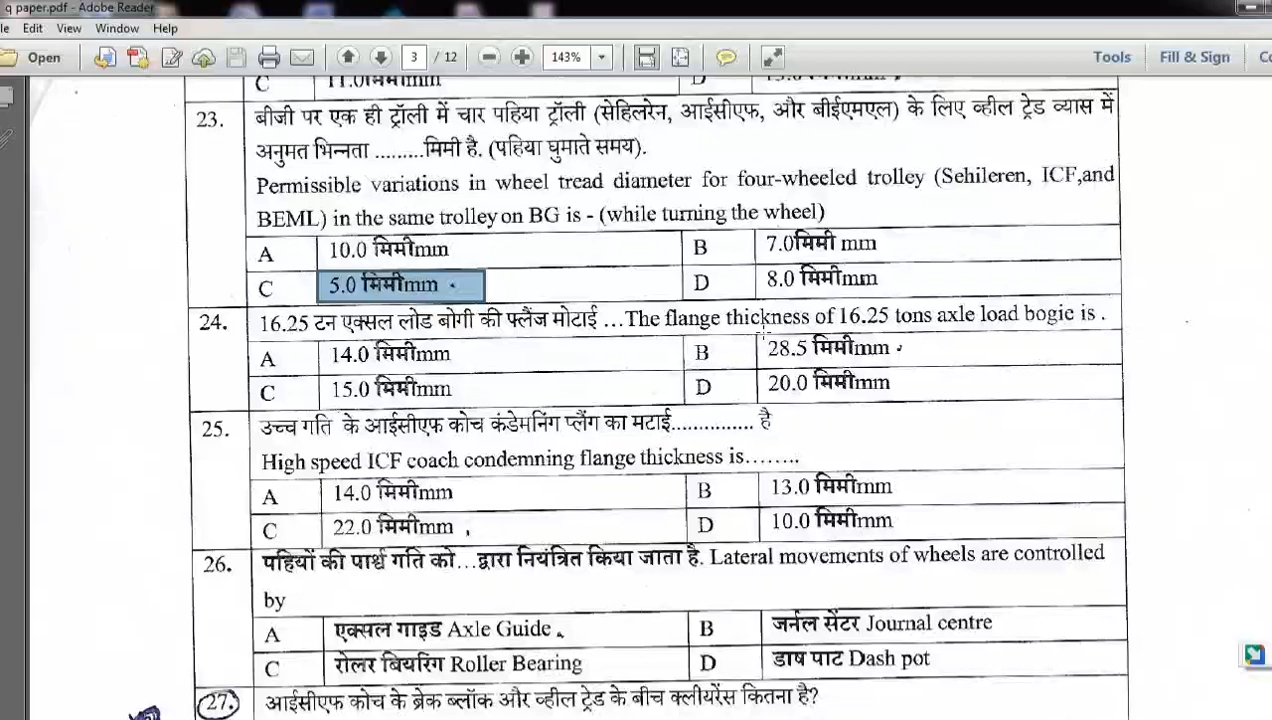 q paper.pdf - Adobe Reader
le Edit View Window Help
Open 3 / 12 143% Tools Fill & Sign Co
C 11.0मिमीmm D
23. बीजी पर एक ही ट्रॉली में चार पहिया ट्रॉली (सेहिलरेन, आईसीएफ, और बीईएमएल) के लिए व्हील ट्रेड व्यास में
अनुमत भिन्नता .........मिमी है. (पहिया घुमाते समय).
Permissible variations in wheel tread diameter for four-wheeled trolley (Sehileren, ICF,and
BEML) in the same trolley on BG is - (while turning the wheel)
A 10.0 मिमीmm B 7.0मिमी mm
C 5.0 मिमीmm D 8.0 मिमीmm
24. 16.25 टन एक्सल लोड बोगी की फ्लैंज मोटाई ...The flange thickness of 16.25 tons axle load bogie is .
A 14.0 मिमीmm B 28.5 मिमीmm
C 15.0 मिमीmm D 20.0 मिमीmm
25. उच्च गति के आईसीएफ कोच कंडेमनिंग फ्लैंग का मटाई............... है
High speed ICF coach condemning flange thickness is........
A 14.0 मिमीmm B 13.0 मिमीmm
C 22.0 मिमीmm D 10.0 मिमीmm
26. पहियों की पार्श्व गति को...द्वारा नियंत्रित किया जाता है. Lateral movements of wheels are controlled
by
A एक्सल गाइड Axle Guide B जर्नल सेंटर Journal centre
C रोलर बियरिंग Roller Bearing D डाष पाट Dash pot
27. आईसीएफ कोच के ब्रेक ब्लॉक और व्हील ट्रेड के बीच क्लीयरेंस कितना है?